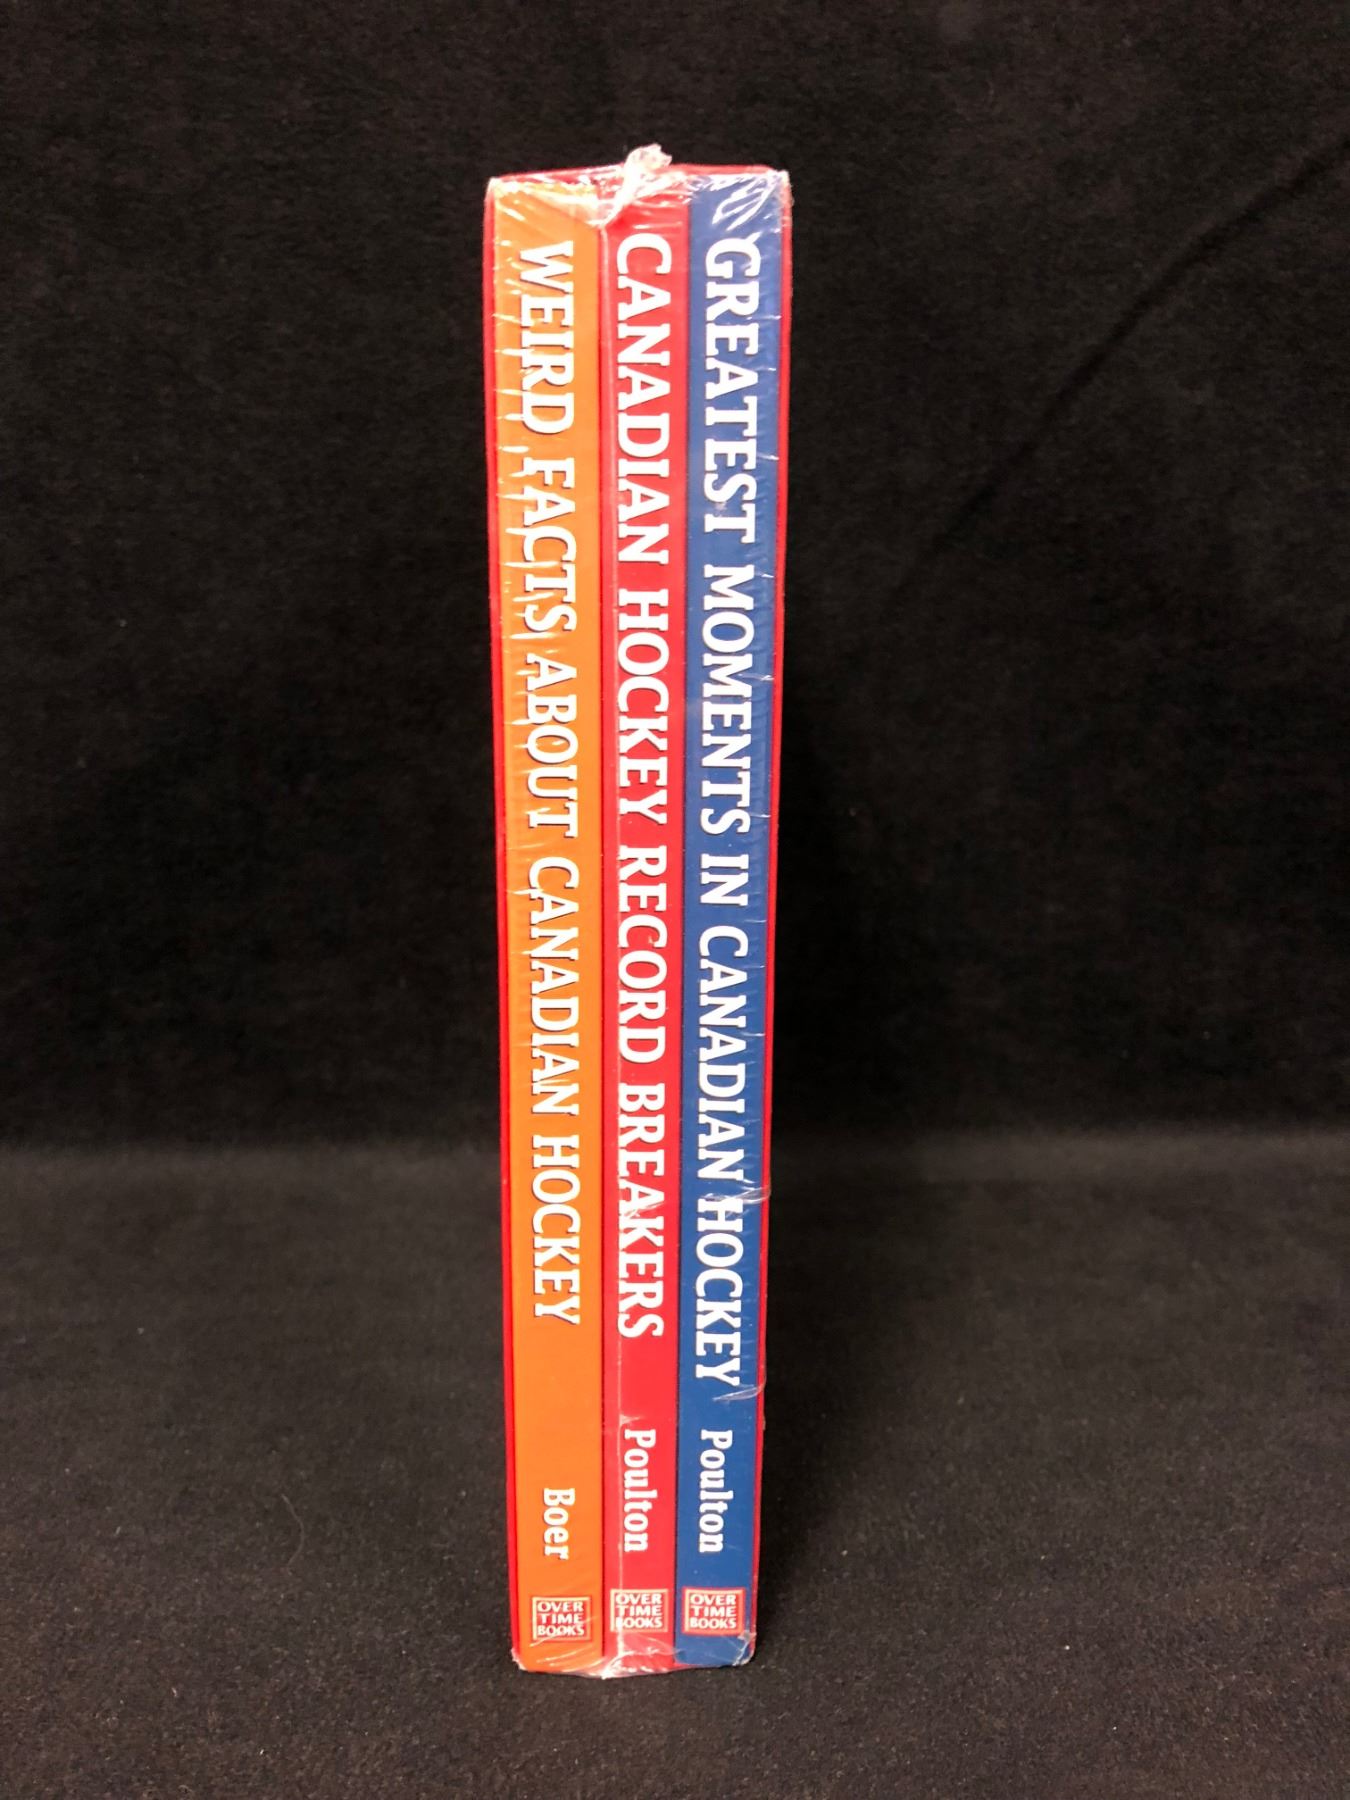 WEIRD FACTS ABOUT CANADIAN HOCKEY
Boer
OVER
TIME
BOOKS
CANADIAN HOCKEY RECORD BREAKERS
Poulton
OVER
TIME
BOOKS
GREATEST MOMENTS IN CANADIAN HOCKEY
Poulton
OVER
TIME
BOOKS